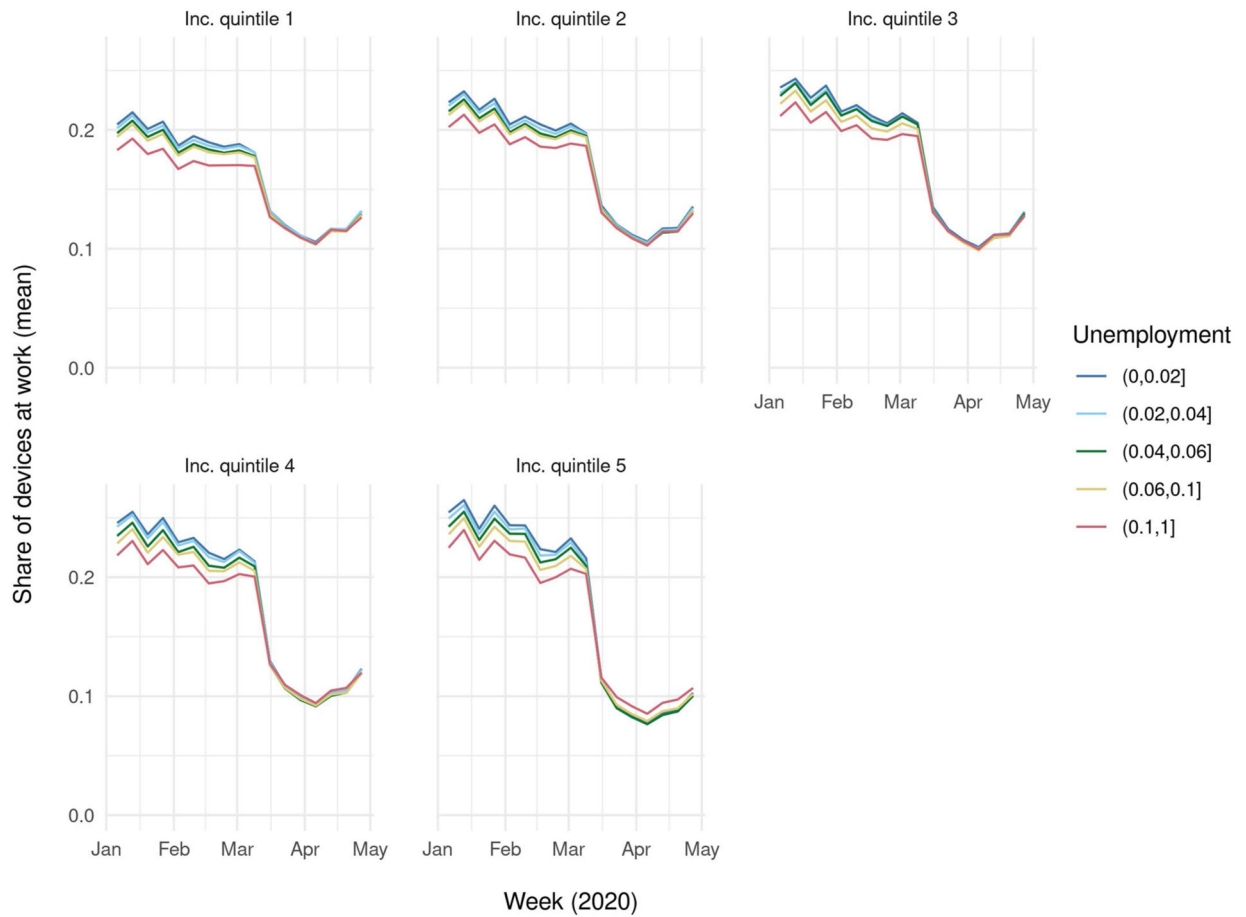 Inc. quintile 1
Inc. quintile 2
Inc. quintile 3
0.2
0.1
0.0
Jan Feb Mar Apr May
Inc. quintile 4
Inc. quintile 5
0.2
0.1
0.0
Jan Feb Mar Apr May
Jan Feb Mar Apr May
Share of devices at work (mean)
Week (2020)
Unemployment
(0,0.02]
(0.02,0.04]
(0.04,0.06]
(0.06,0.1]
(0.1,1]